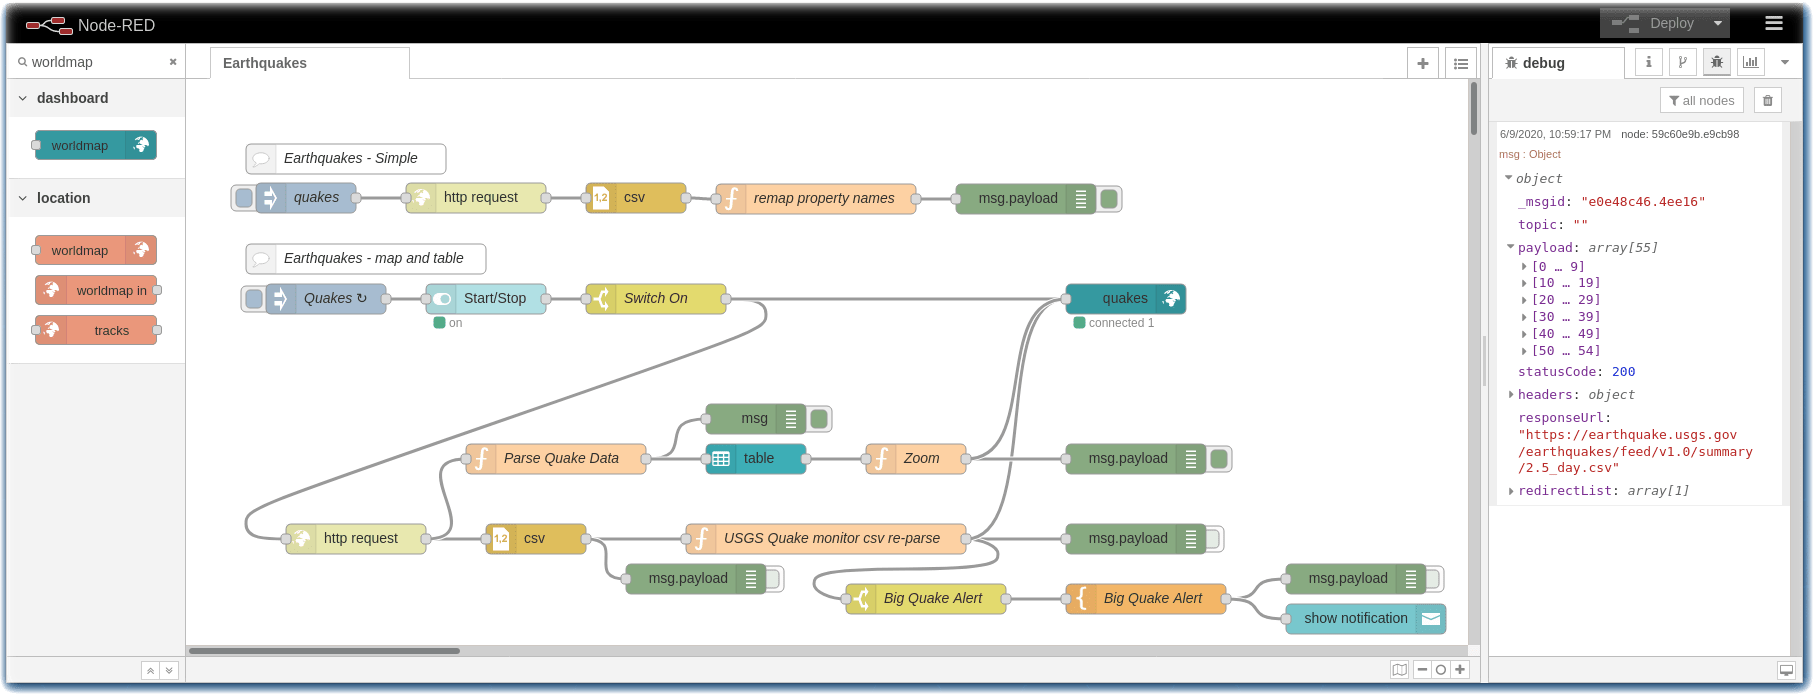 Node-RED
Deploy
worldmap
Earthquakes
debug
all nodes
dashboard
worldmap
location
worldmap
worldmap in
tracks
Earthquakes - Simple
quakes
http request
1,2
csv
remap property names
msg.payload
Earthquakes - map and table
Quakes ↻
Start/Stop
on
Switch On
quakes
connected 1
msg
Parse Quake Data
table
Zoom
msg.payload
http request
1,2
csv
USGS Quake monitor csv re-parse
msg.payload
msg.payload
Big Quake Alert
Big Quake Alert
msg.payload
show notification
6/9/2020, 10:59:17 PM node: 59c60e9b.e9cb98
msg : Object
object
_msgid: "e0e48c46.4ee16"
topic: ""
payload: array[55]
[0 … 9]
[10 … 19]
[20 … 29]
[30 … 39]
[40 … 49]
[50 … 54]
statusCode: 200
headers: object
responseUrl:
"https://earthquake.usgs.gov
/earthquakes/feed/v1.0/summary
/2.5_day.csv"
redirectList: array[1]